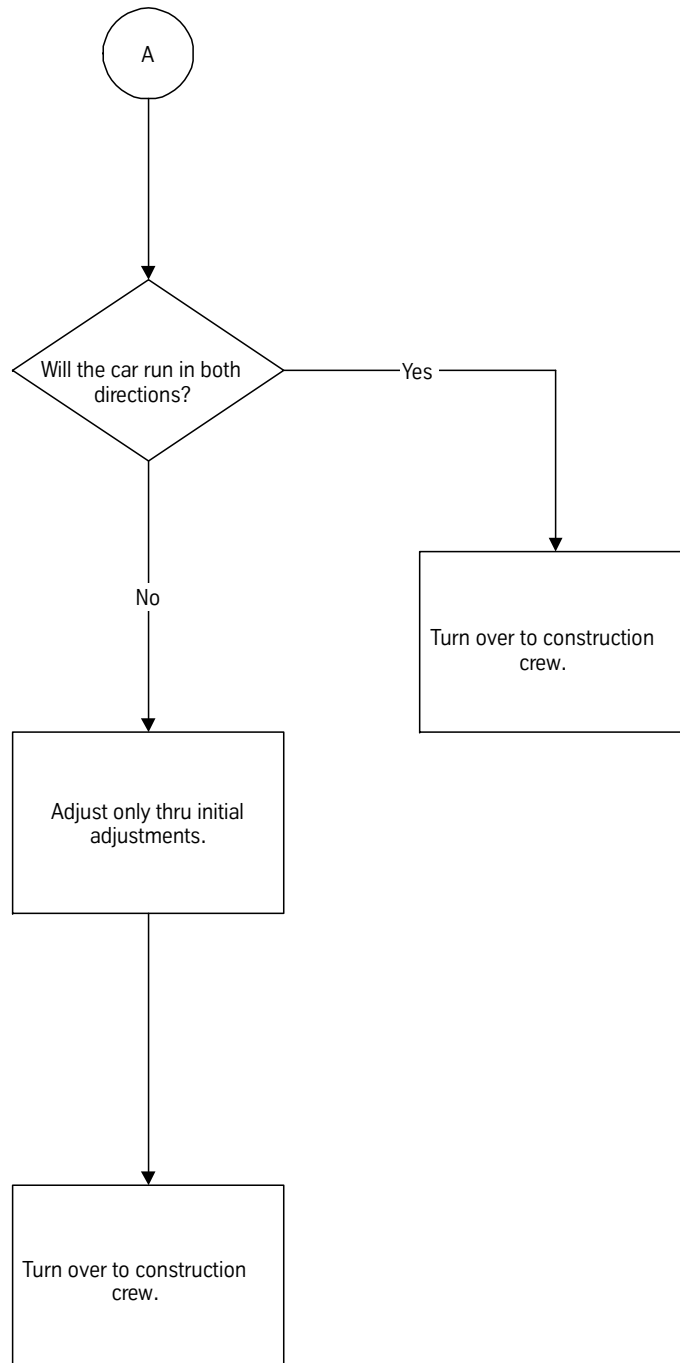 A
Will the car run in both
directions?
Yes
No
Turn over to construction
crew.
Adjust only thru initial
adjustments.
Turn over to construction
crew.